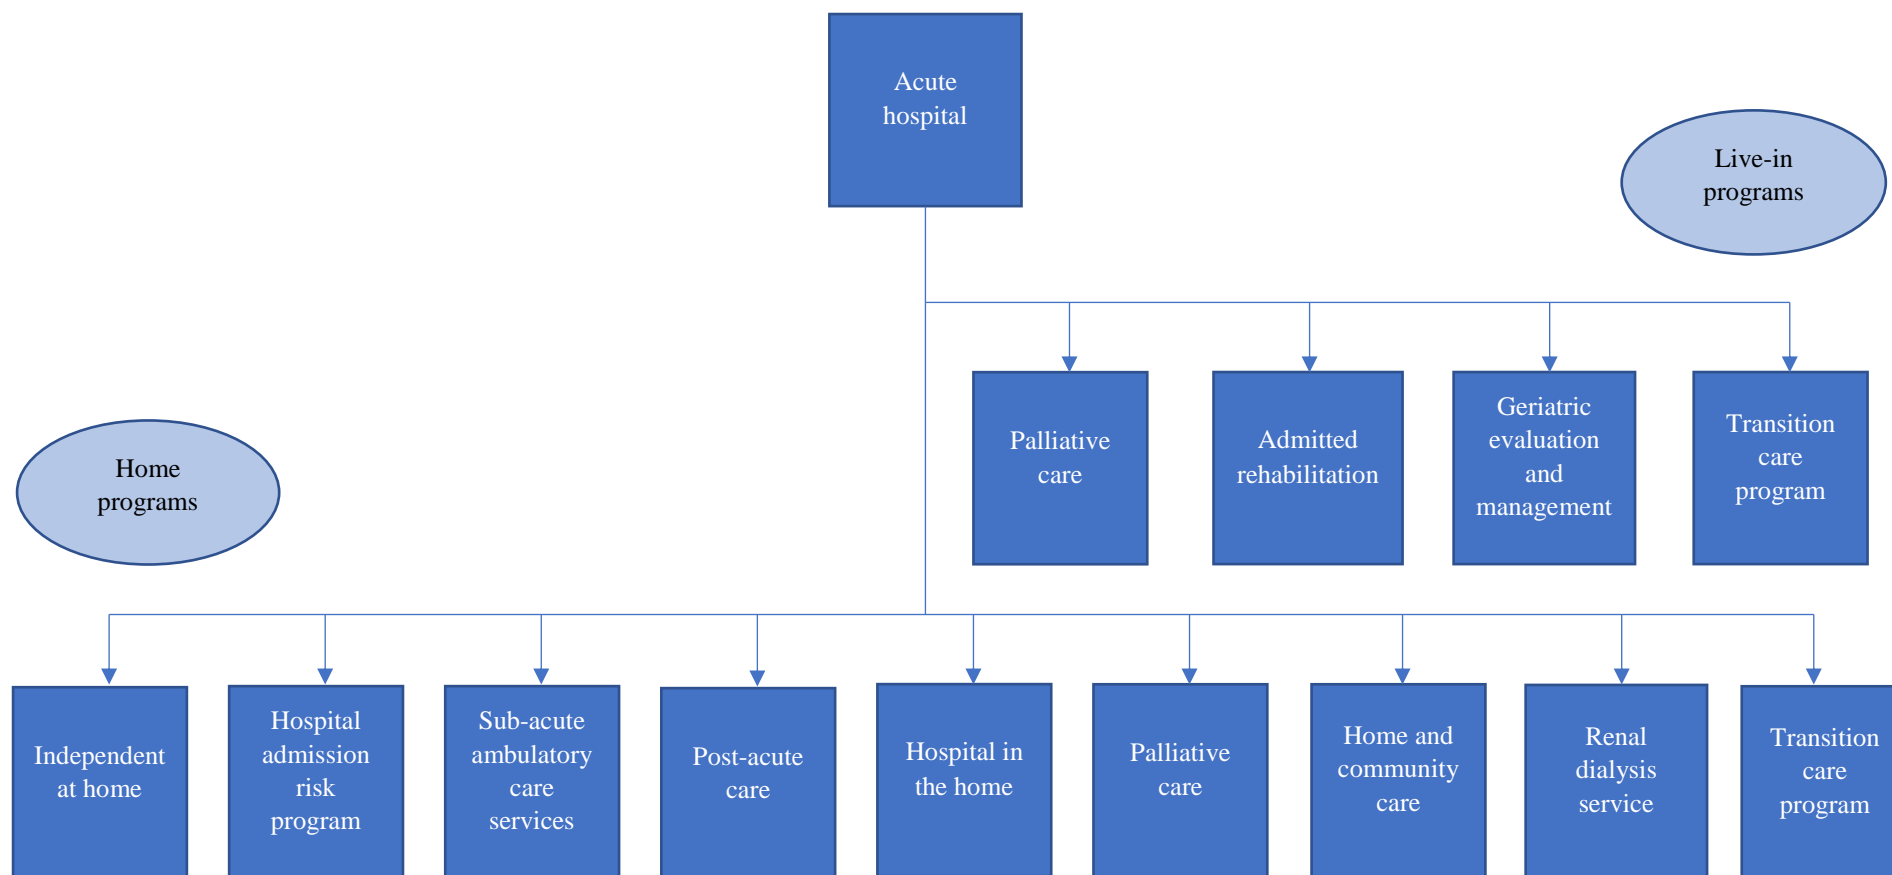 Acute
hospital
Live-in
programs
Palliative
care
Admitted
rehabilitation
Geriatric
evaluation
and
management
Transition
care
program
Home
programs
Independent
at home
Hospital
admission
risk
program
Sub-acute
ambulatory
care
services
Post-acute
care
Hospital in
the home
Palliative
care
Home and
community
care
Renal
dialysis
service
Transition
care
program